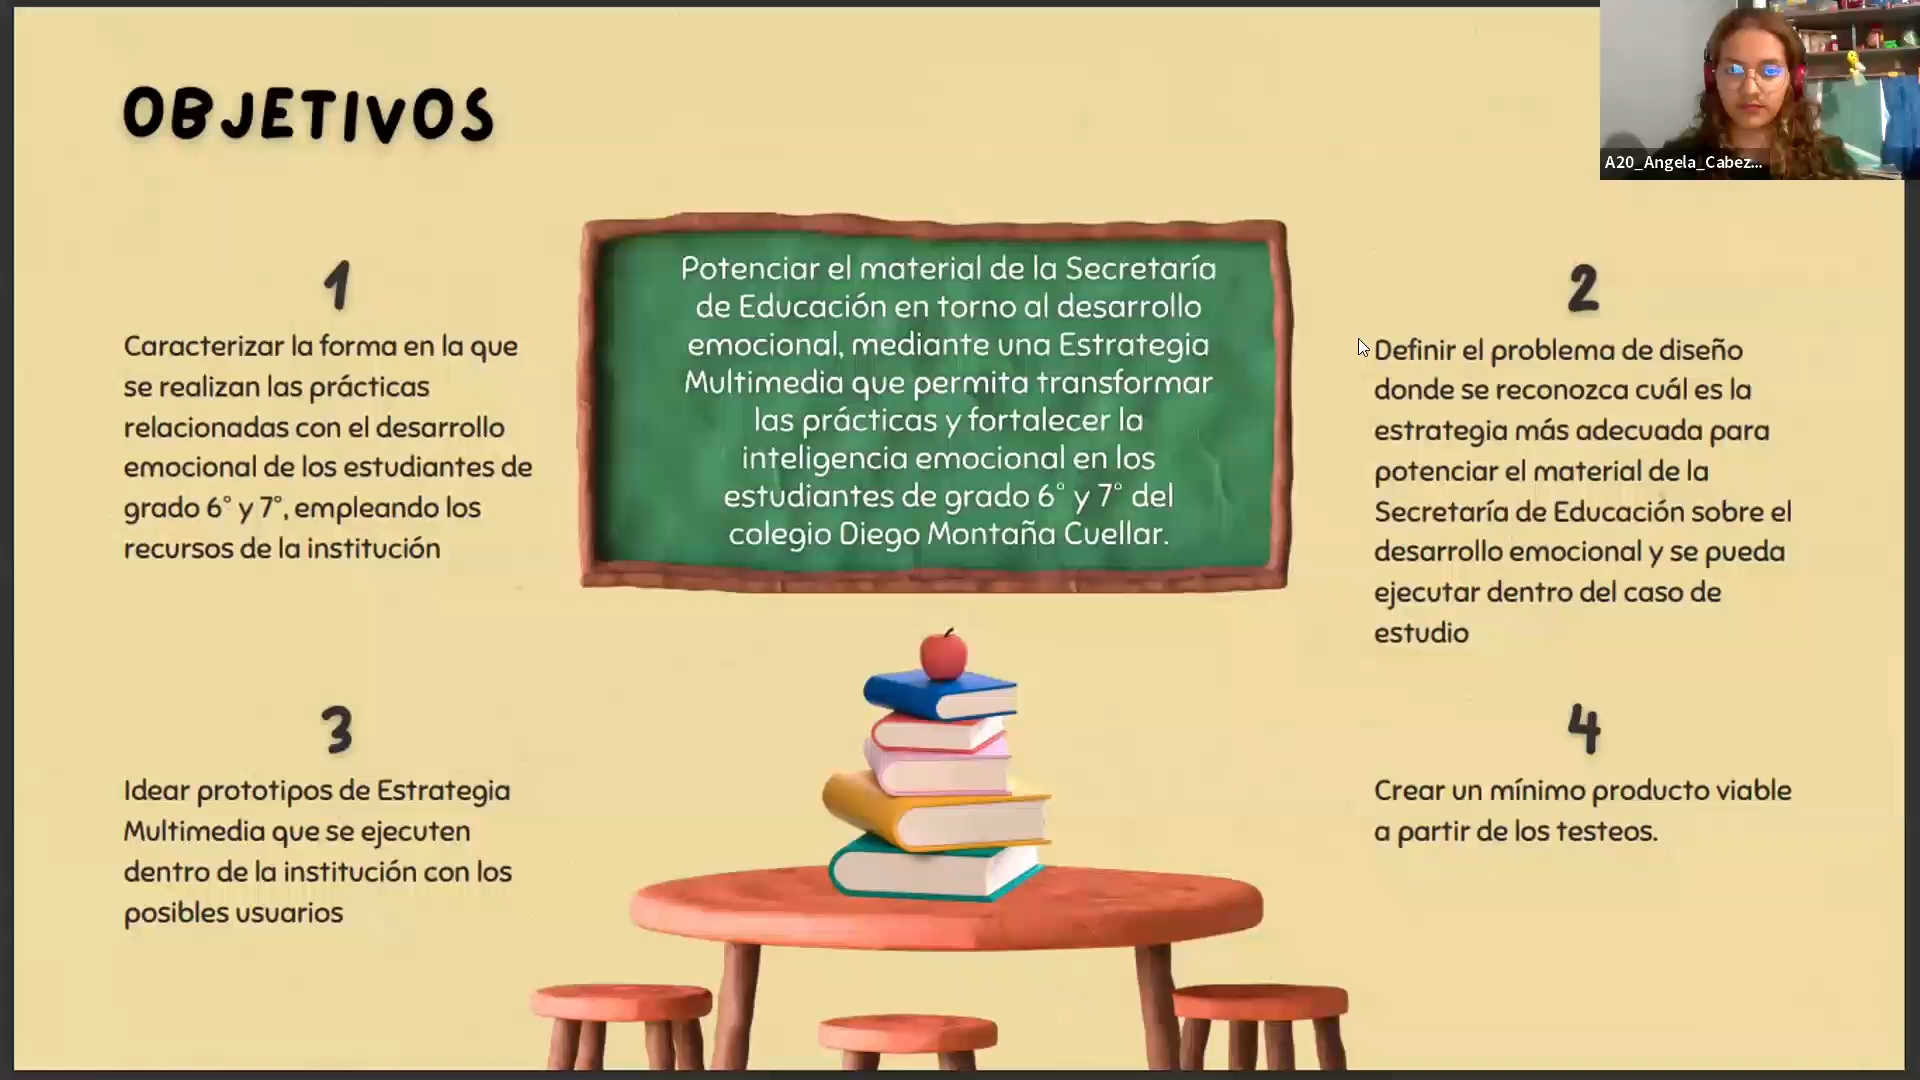 OBJETIVOS
A20_Angela_Cabez...
Potenciar el material de la Secretaría
de Educación en torno al desarrollo
emocional, mediante una Estrategia
Multimedia que permita transformar
las prácticas y fortalecer la
inteligencia emocional en los
estudiantes de grado 6° y 7° del
colegio Diego Montaña Cuellar.
1
Caracterizar la forma en la que
se realizan las prácticas
relacionadas con el desarrollo
emocional de los estudiantes de
grado 6° y 7°, empleando los
recursos de la institución
2
Definir el problema de diseño
donde se reconozca cuál es la
estrategia más adecuada para
potenciar el material de la
Secretaría de Educación sobre el
desarrollo emocional y se pueda
ejecutar dentro del caso de
estudio
3
Idear prototipos de Estrategia
Multimedia que se ejecuten
dentro de la institución con los
posibles usuarios
4
Crear un mínimo producto viable
a partir de los testeos.